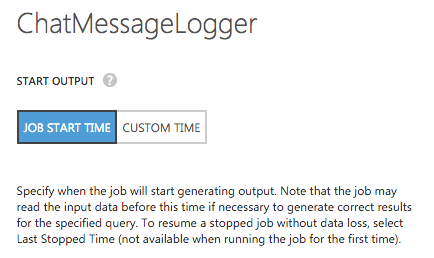 ChatMessageLogger
START OUTPUT ?
JOB START TIME CUSTOM TIME
Specify when the job will start generating output. Note that the job may
read the input data before this time if necessary to generate correct results
for the specified query. To resume a stopped job without data loss, select
Last Stopped Time (not available when running the job for the first time).